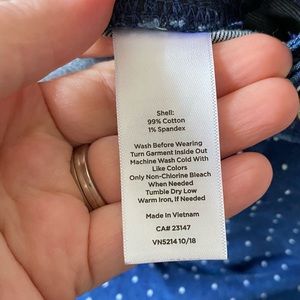 Shell:
99% Cotton
1% Spandex
Wash Before Wearing
Turn Garment Inside Out
Machine Wash Cold With
Like Colors
Only Non-Chlorine Bleach
When Needed
Tumble Dry Low
Warm Iron, If Needed
Made In Vietnam
CA# 23147
VN5214 10/18